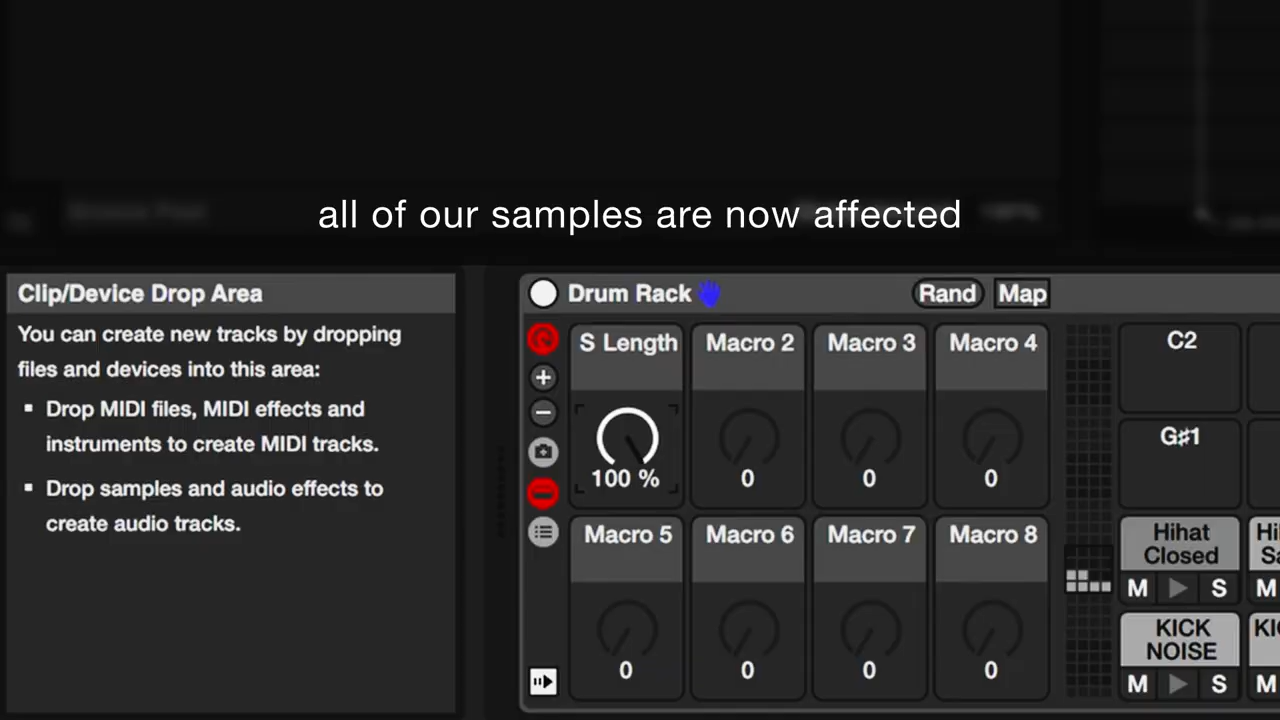 all of our samples are now affected
Clip/Device Drop Area
You can create new tracks by dropping
files and devices into this area:
▪ Drop MIDI files, MIDI effects and
instruments to create MIDI tracks.
▪ Drop samples and audio effects to
create audio tracks.
Drum Rack
Rand
Map
S Length
Macro 2
Macro 3
Macro 4
100 %
0
0
0
Macro 5
Macro 6
Macro 7
Macro 8
0
0
0
0
C2
G♯1
Hihat
Closed
M
S
M
KICK
NOISE
M
S
M